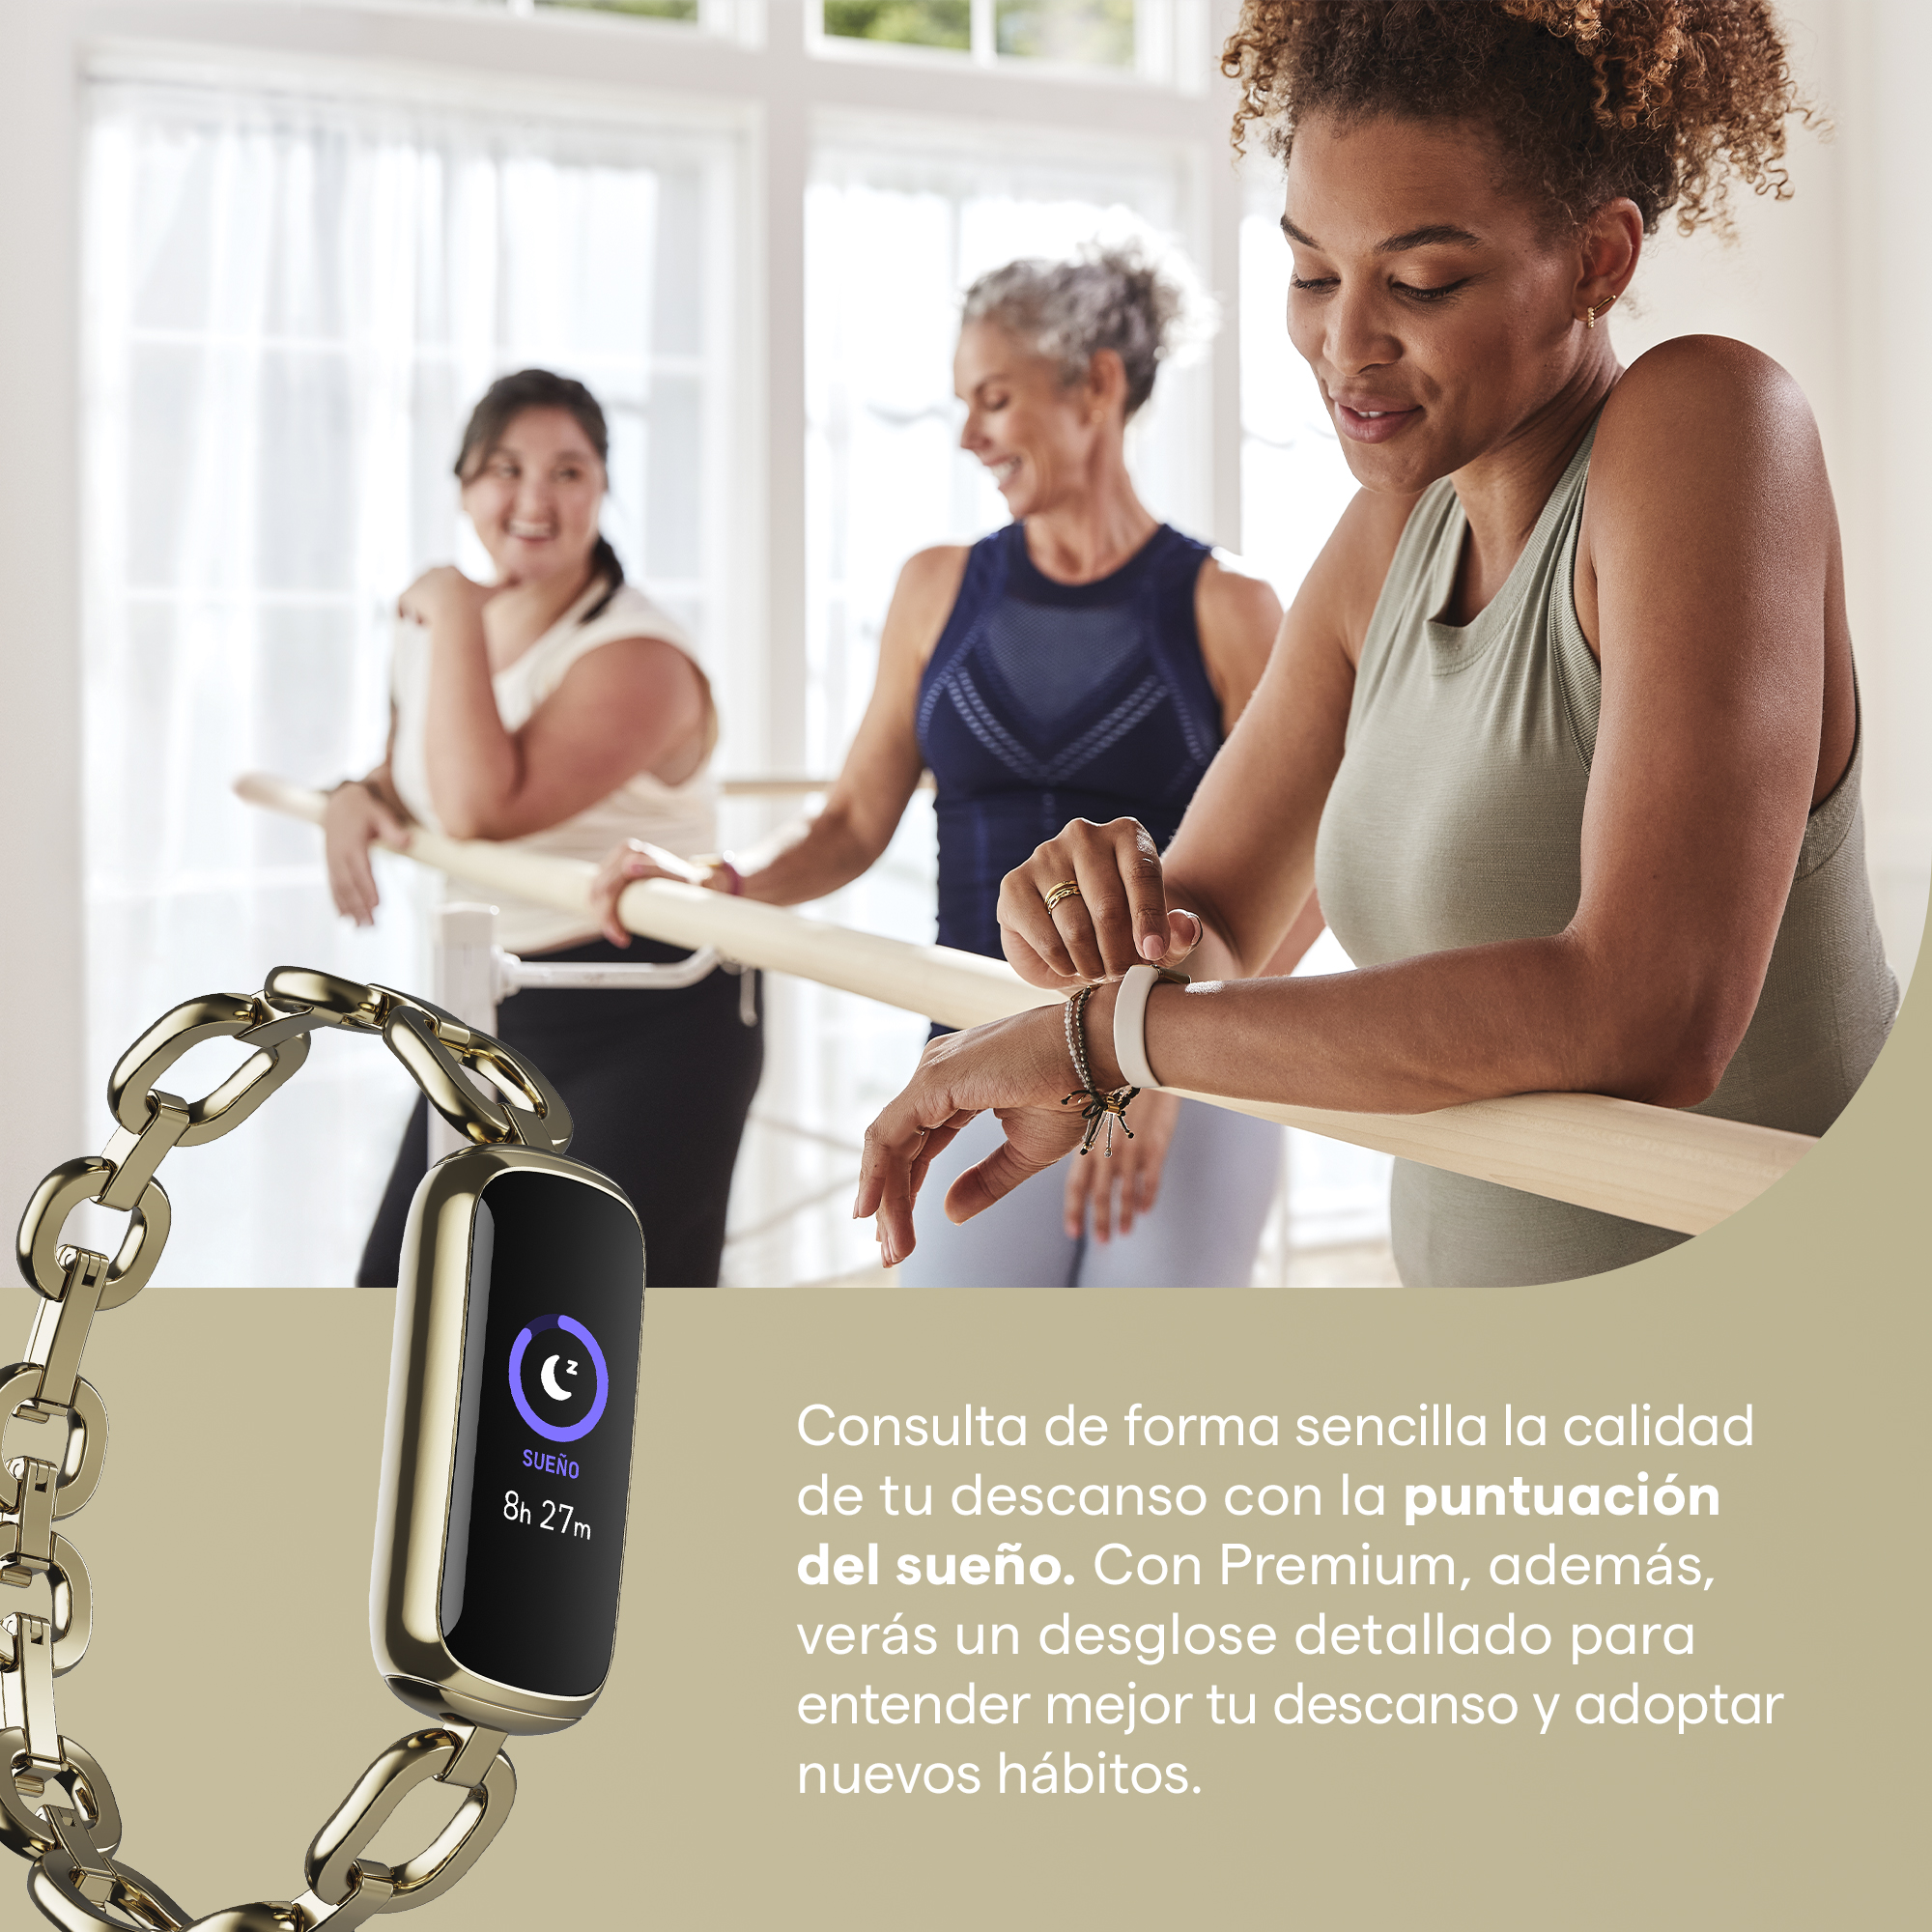 SUEÑO
8h 27m
Consulta de forma sencilla la calidad
de tu descanso con la puntuación
del sueño. Con Premium, además,
verás un desglose detallado para
entender mejor tu descanso y adoptar
nuevos hábitos.